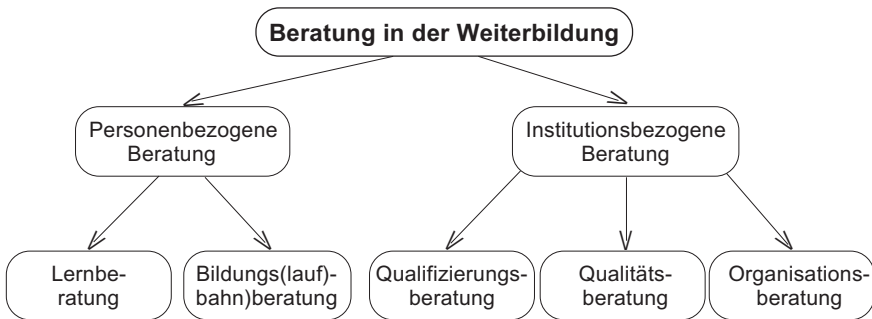 Beratung in der Weiterbildung
Personenbezogene
Beratung
Institutionsbezogene
Beratung
Lernbe-
ratung
Bildungs(lauf)-
bahn)beratung
Qualifizierungs-
beratung
Qualitäts-
beratung
Organisations-
beratung